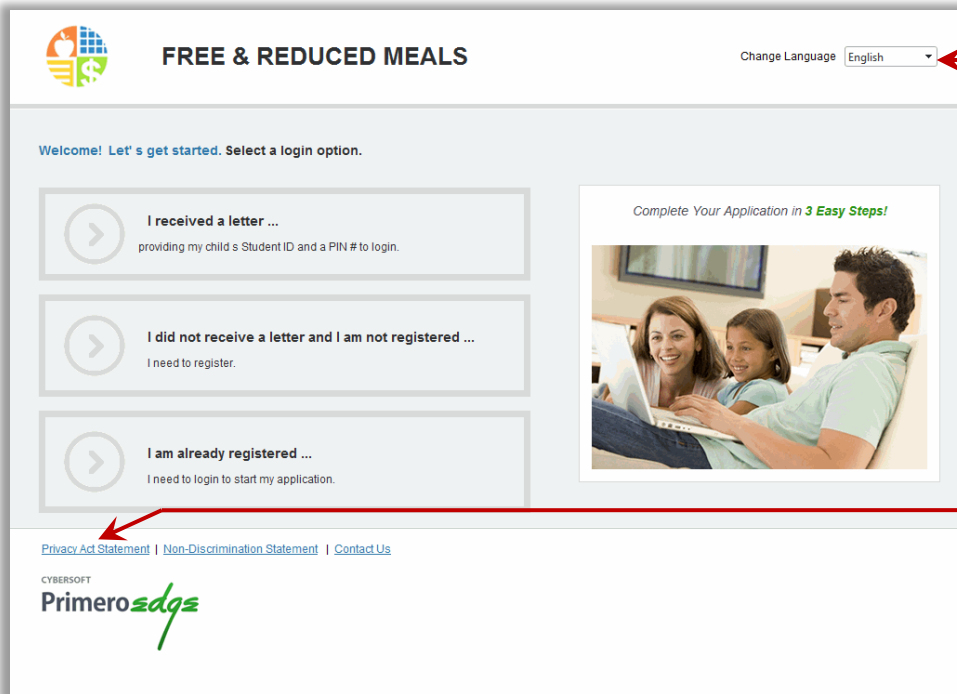 FREE & REDUCED MEALS
Change Language English
Welcome! Let' s get started. Select a login option.
I received a letter ...
providing my child s Student ID and a PIN # to login.
I did not receive a letter and I am not registered ...
I need to register.
I am already registered ...
I need to login to start my application.
Complete Your Application in 3 Easy Steps!
Privacy Act Statement | Non-Discrimination Statement | Contact Us
CYBERSOFT
Primeroedge